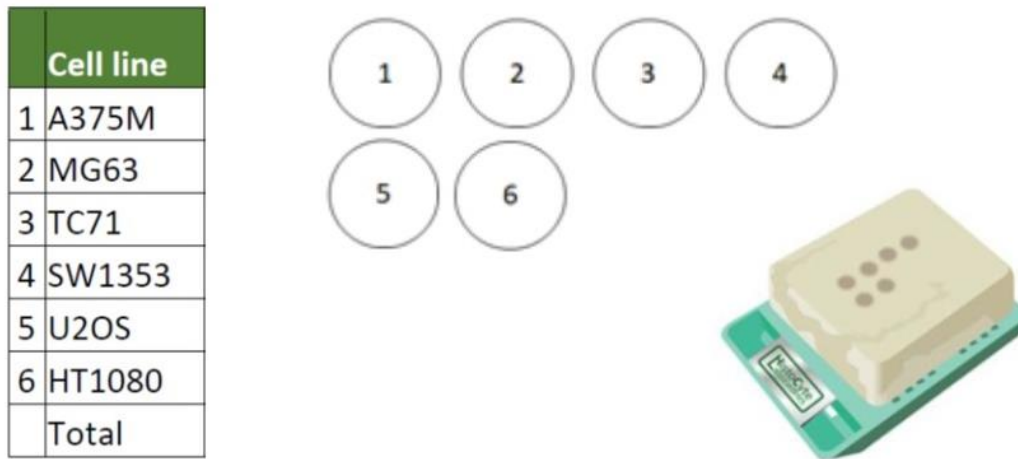 Cell line
1 A375M
2 MG63
3 TC71
4 SW1353
5 U2OS
6 HT1080
Total
1 2 3 4
5 6
HistoCyte